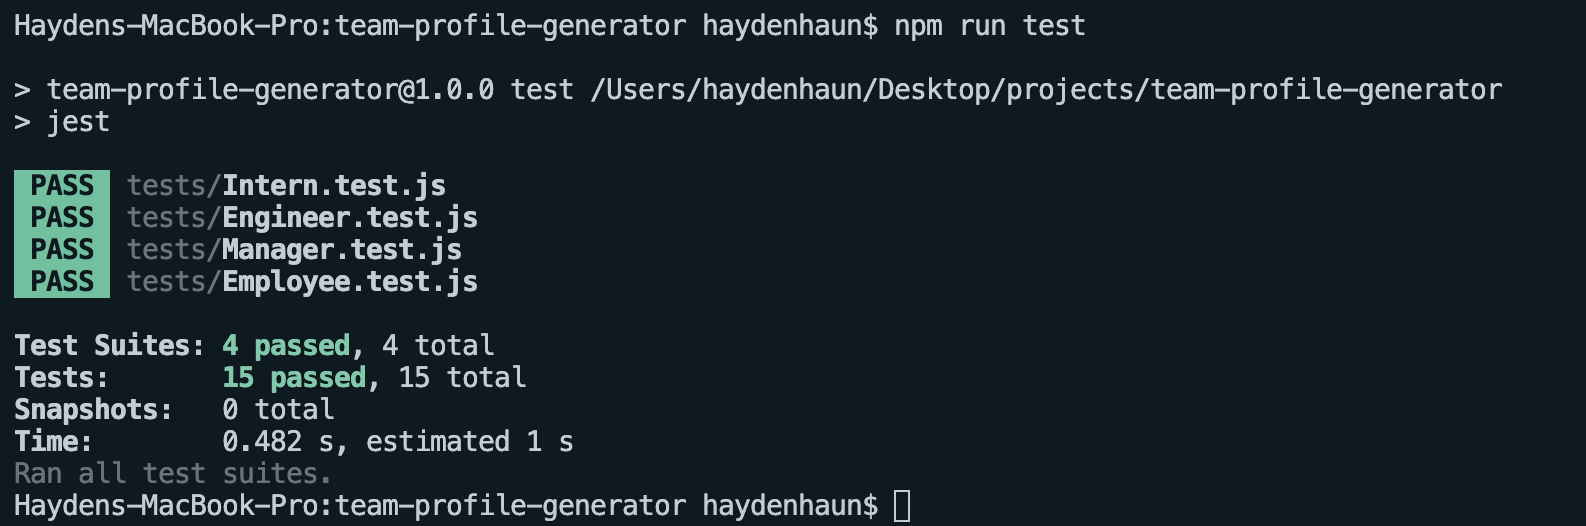 Haydens-MacBook-Pro:team-profile-generator haydenhaun$ npm run test
> team-profile-generator@1.0.0 test /Users/haydenhaun/Desktop/projects/team-profile-generator
> jest
PASS tests/Intern.test.js
PASS tests/Engineer.test.js
PASS tests/Manager.test.js
PASS tests/Employee.test.js
Test Suites: 4 passed, 4 total
Tests: 15 passed, 15 total
Snapshots: 0 total
Time: 0.482 s, estimated 1 s
Ran all test suites.
Haydens-MacBook-Pro:team-profile-generator haydenhaun$